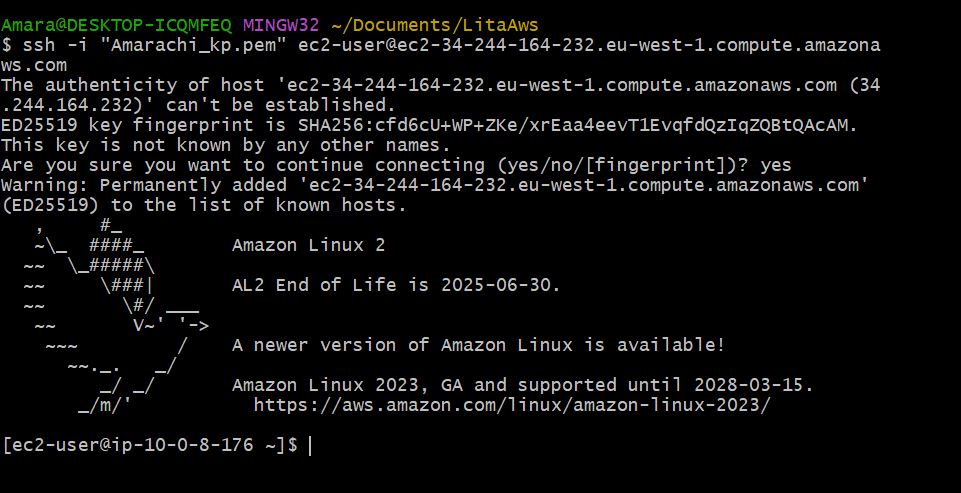 Amara@DESKTOP-ICQMFEQ MINGW32 ~/Documents/LitaAws
$ ssh -i "Amarachi_kp.pem" ec2-user@ec2-34-244-164-232.eu-west-1.compute.amazona
ws.com
The authenticity of host 'ec2-34-244-164-232.eu-west-1.compute.amazonaws.com (34
.244.164.232)' can't be established.
ED25519 key fingerprint is SHA256:cfd6cU+WP+ZKe/xrEaa4eevT1EvqfdQzIqZQBtQAcAM.
This key is not known by any other names.
Are you sure you want to continue connecting (yes/no/[fingerprint])? yes
Warning: Permanently added 'ec2-34-244-164-232.eu-west-1.compute.amazonaws.com'
(ED25519) to the list of known hosts.
   ,     #_
   ~\_  ####_        Amazon Linux 2
  ~~  \_#####\
  ~~     \###|       AL2 End of Life is 2025-06-30.
  ~~       \#/ ___
   ~~       V~' '->
    ~~~         /    A newer version of Amazon Linux is available!
      ~~._.   _/
         _/ _/       Amazon Linux 2023, GA and supported until 2028-03-15.
       _/m/'           https://aws.amazon.com/linux/amazon-linux-2023/
[ec2-user@ip-10-0-8-176 ~]$